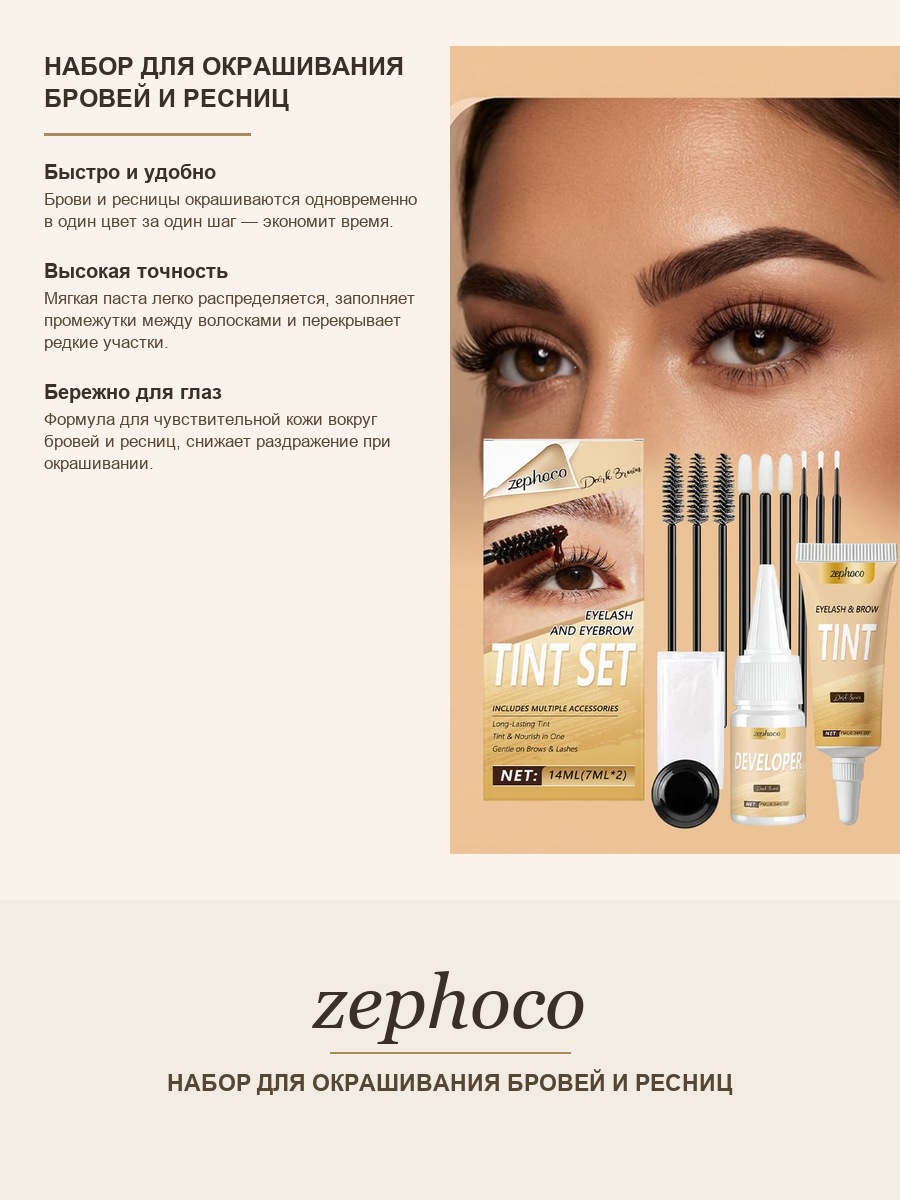 НАБОР ДЛЯ ОКРАШИВАНИЯ
БРОВЕЙ И РЕСНИЦ
Быстро и удобно
Брови и ресницы окрашиваются одновременно
в один цвет за один шаг — экономит время.
Высокая точность
Мягкая паста легко распределяется, заполняет
промежутки между волосками и перекрывает
редкие участки.
Бережно для глаз
Формула для чувствительной кожи вокруг
бровей и ресниц, снижает раздражение при
окрашивании.
zephoco
Dark Brown
EYELASH
AND EYEBROW
TINT SET
INCLUDES MULTIPLE ACCESSORIES
Long-Lasting Tint
Tint & Nourish in One
Gentle on Brows & Lashes
NET: 14ML(7ML*2)
zephoco
DEVELOPER
Dark Brown
zephoco
EYELASH & BROW
TINT
Dark Brown
zephoco
НАБОР ДЛЯ ОКРАШИВАНИЯ БРОВЕЙ И РЕСНИЦ